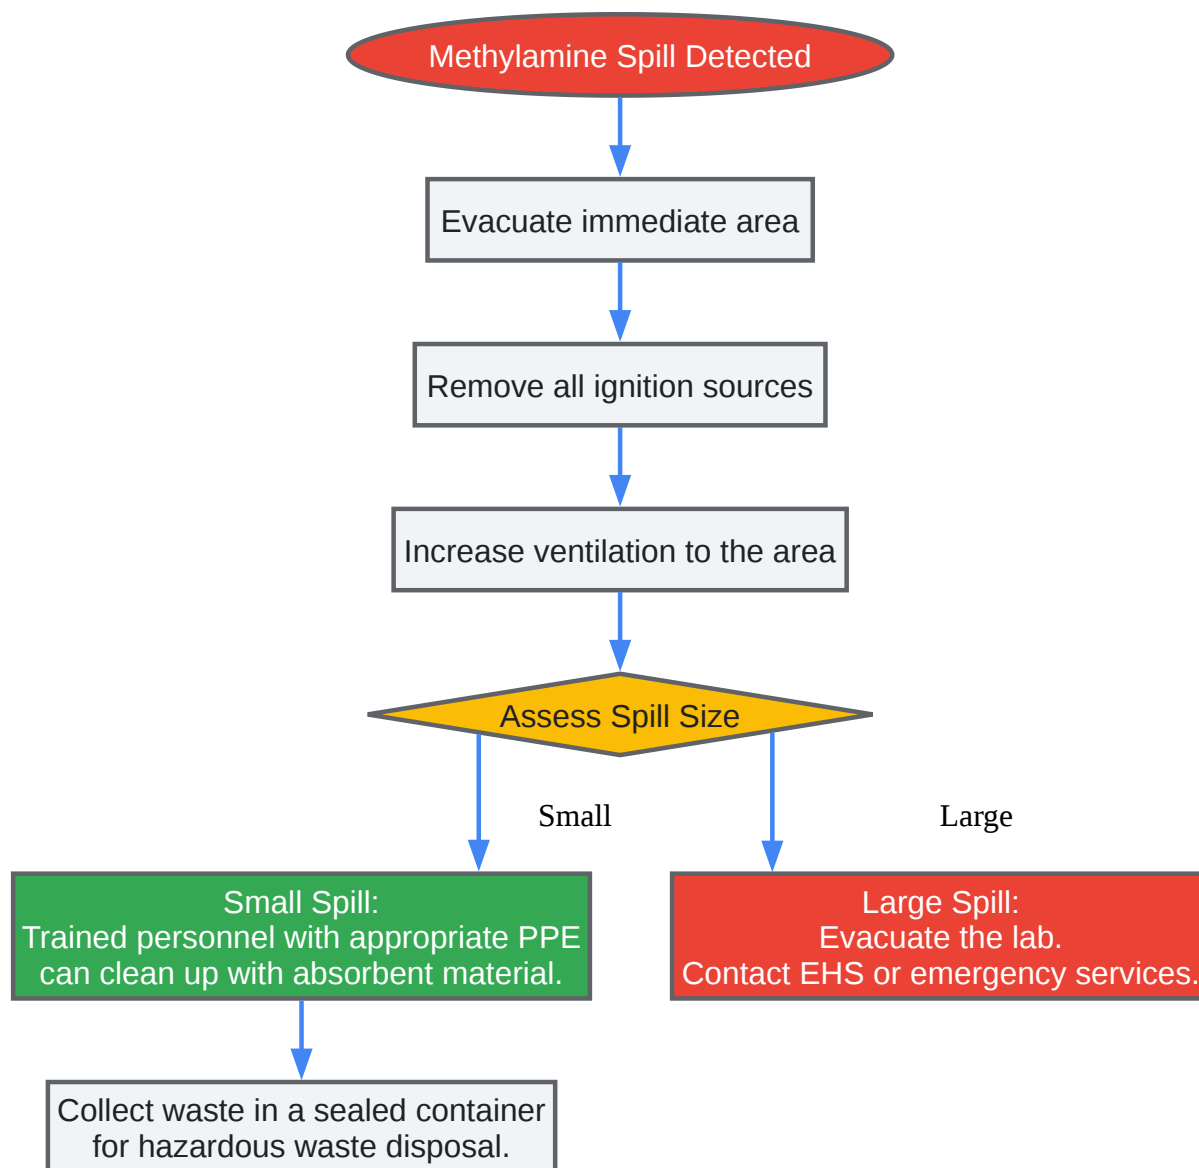 Methylamine Spill Detected
Evacuate immediate area
Remove all ignition sources
Increase ventilation to the area
Assess Spill Size
Small
Large
Small Spill:
Trained personnel with appropriate PPE
can clean up with absorbent material.
Large Spill:
Evacuate the lab.
Contact EHS or emergency services.
Collect waste in a sealed container
for hazardous waste disposal.